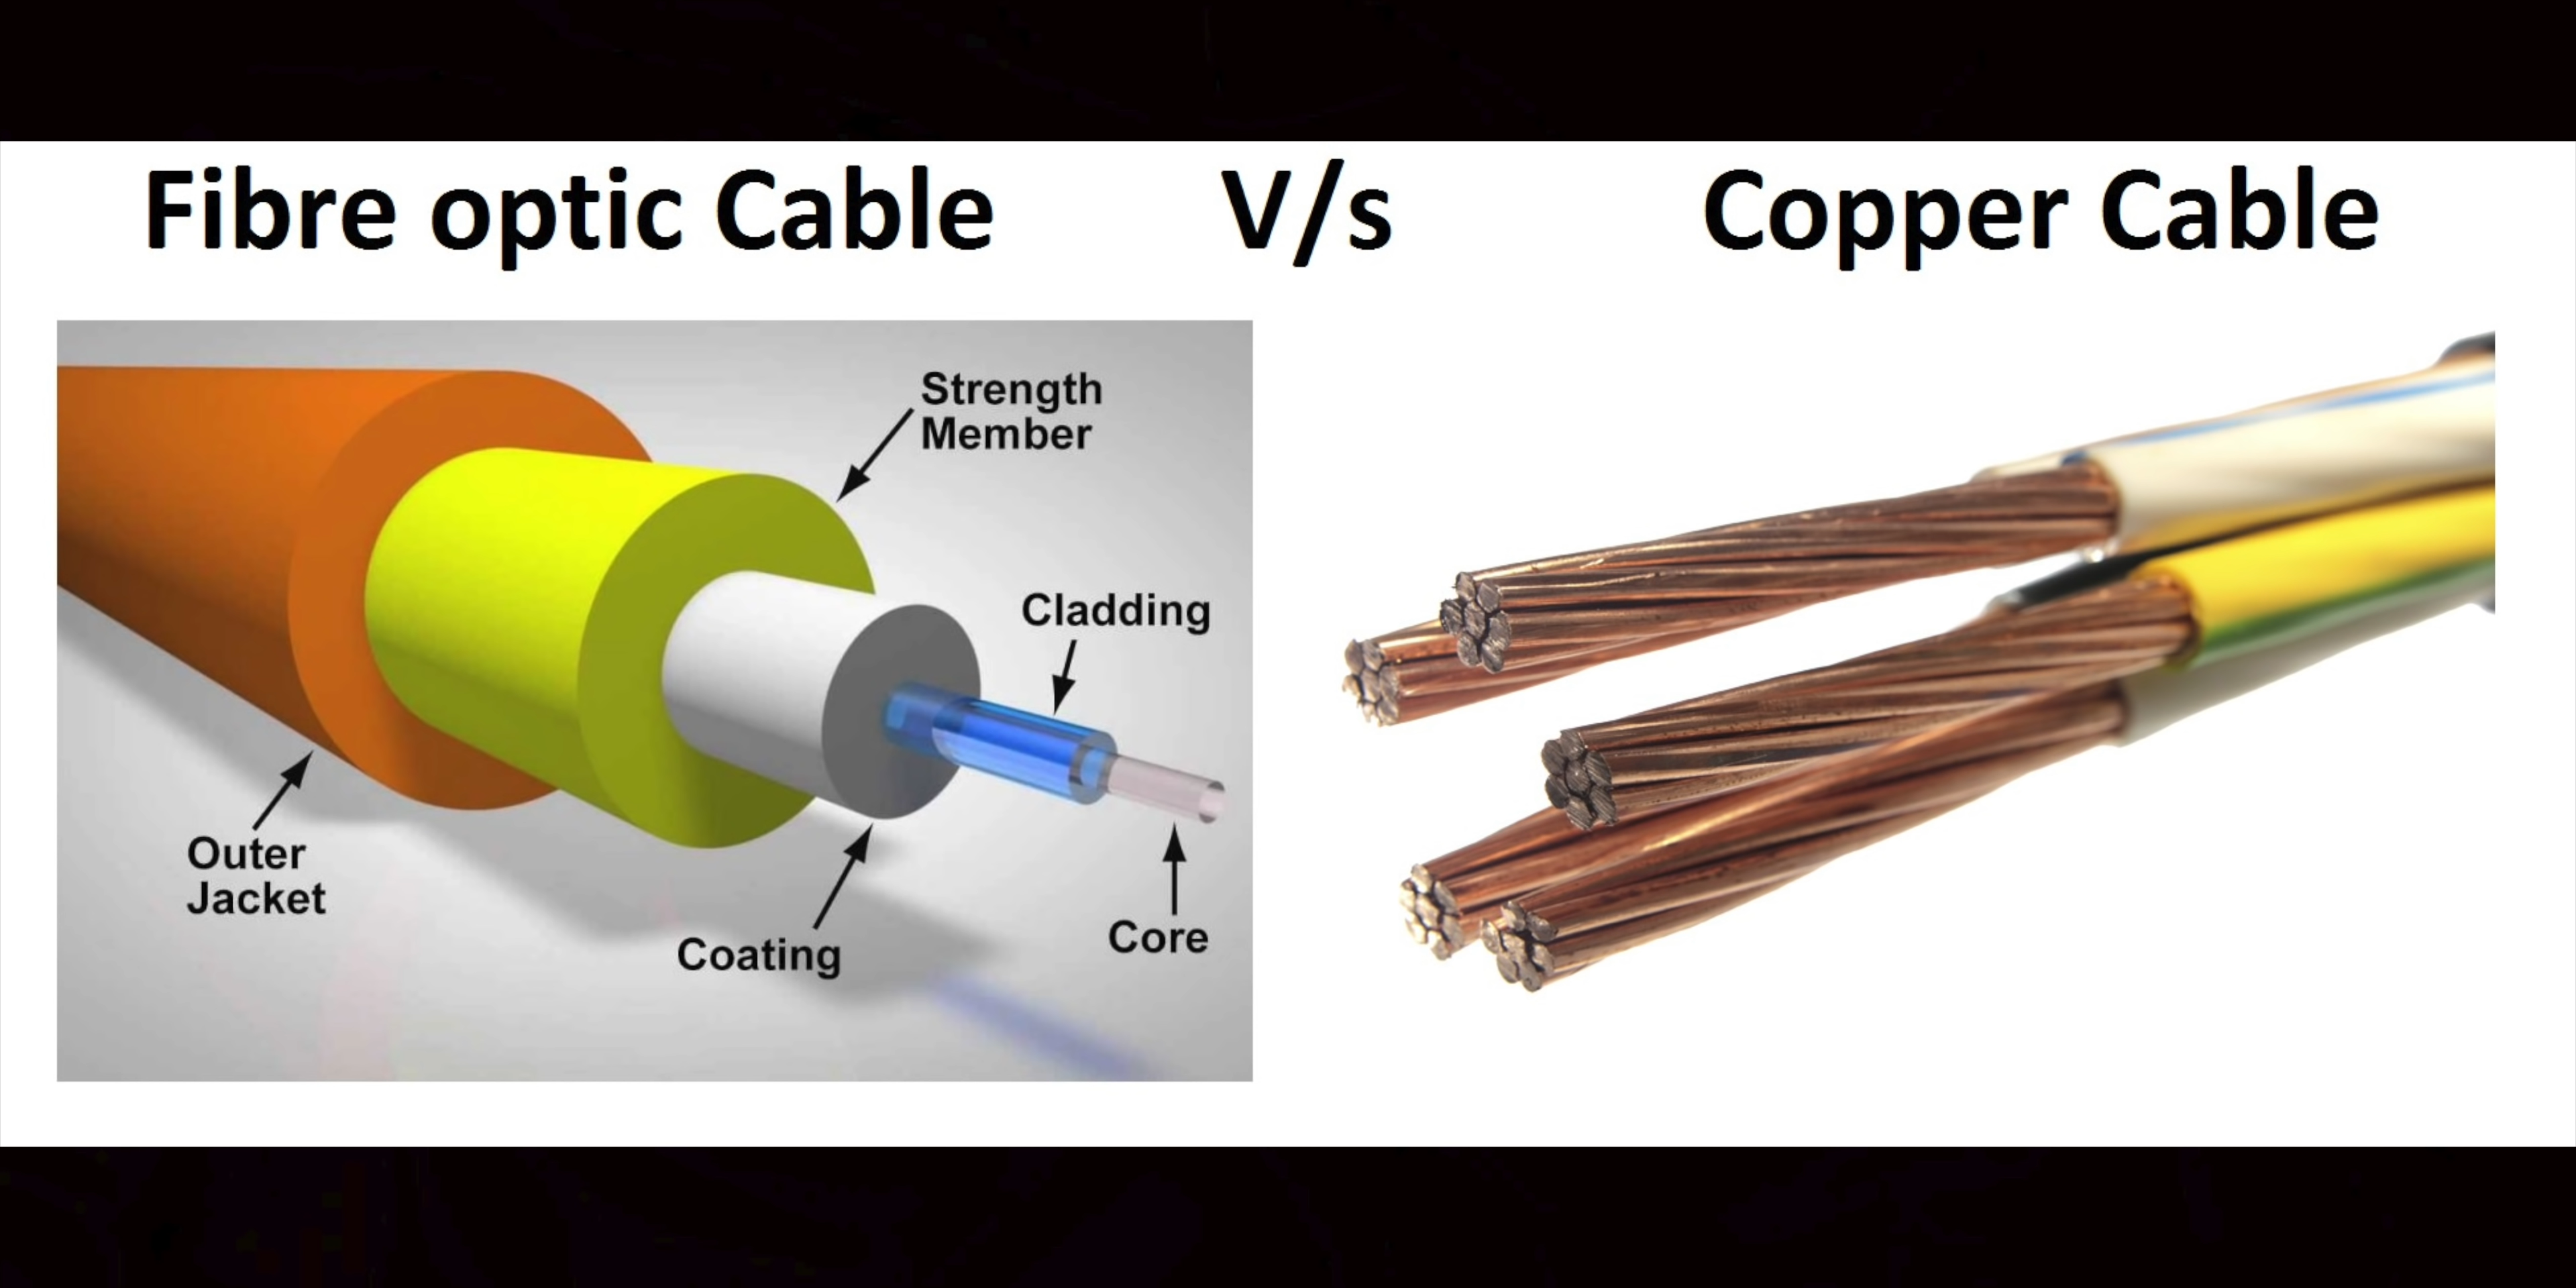 Fibre optic Cable V/s Copper Cable
Strength
Member
Cladding
Outer
Jacket
Coating
Core